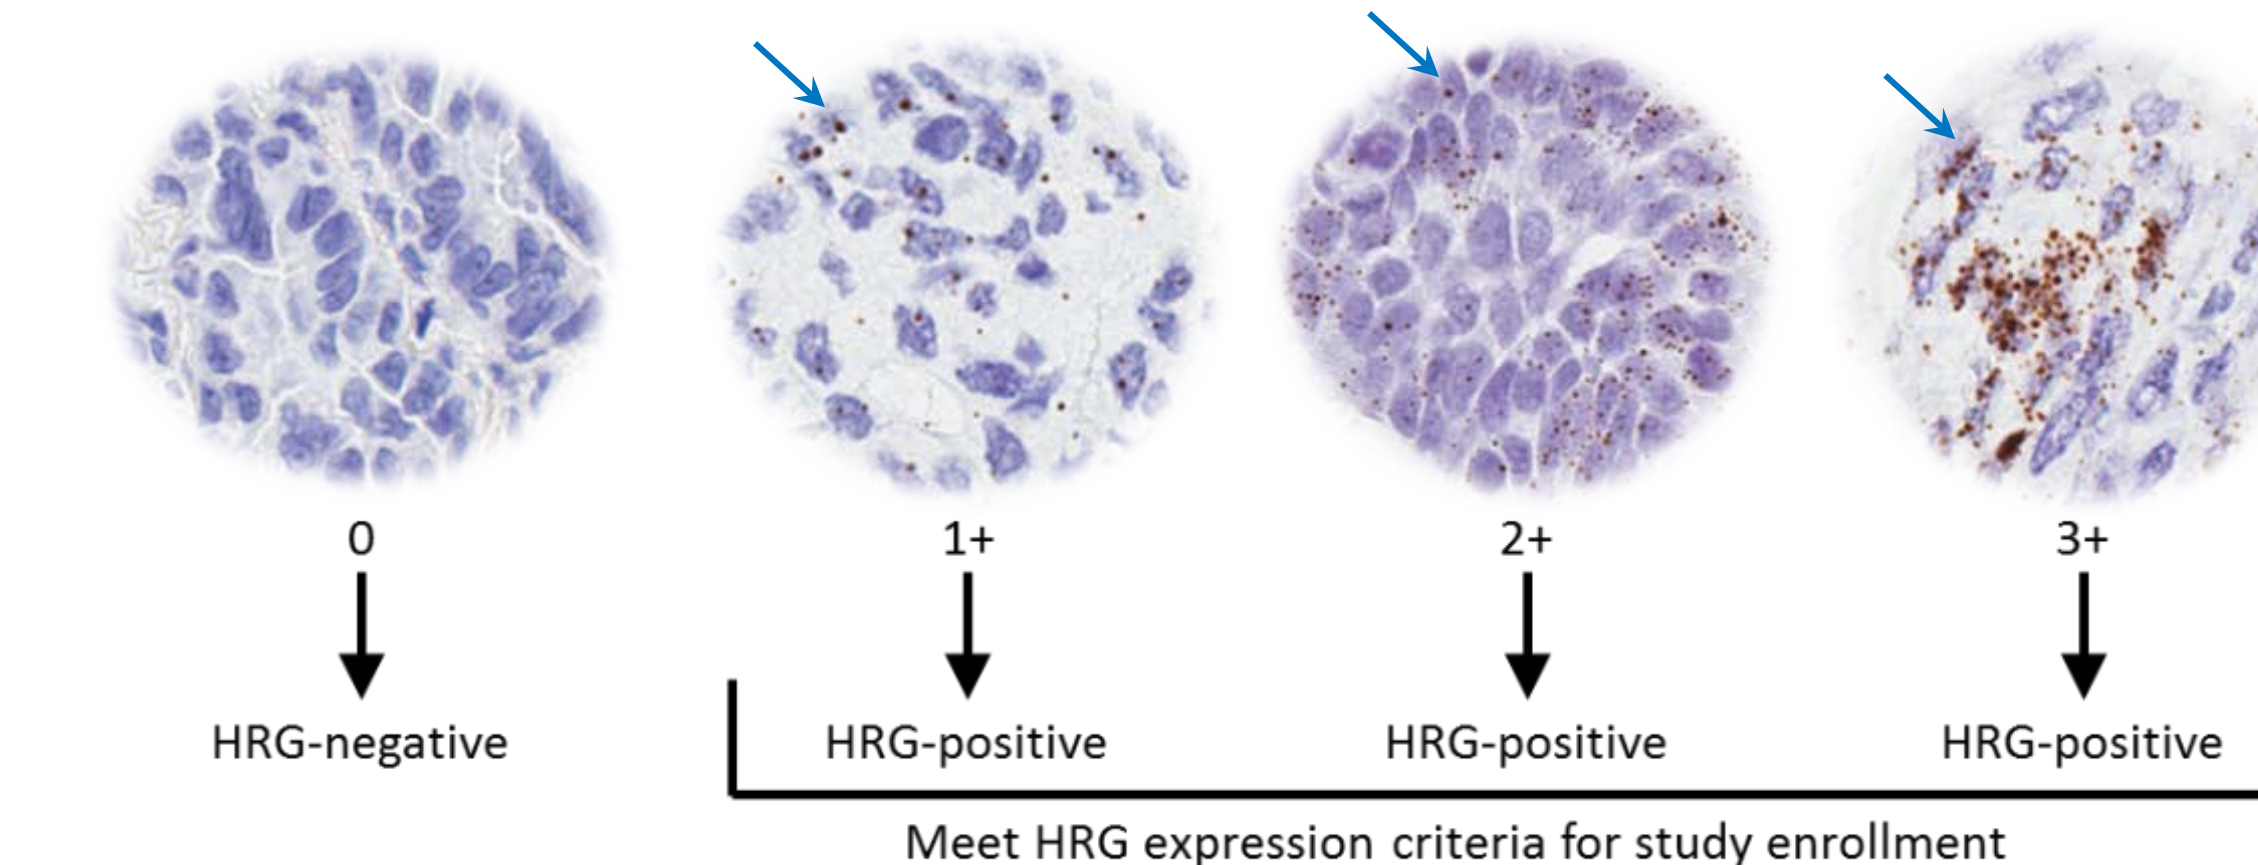 0 1+ 2+ 3+
HRG-negative HRG-positive HRG-positive HRG-positive
Meet HRG expression criteria for study enrollment